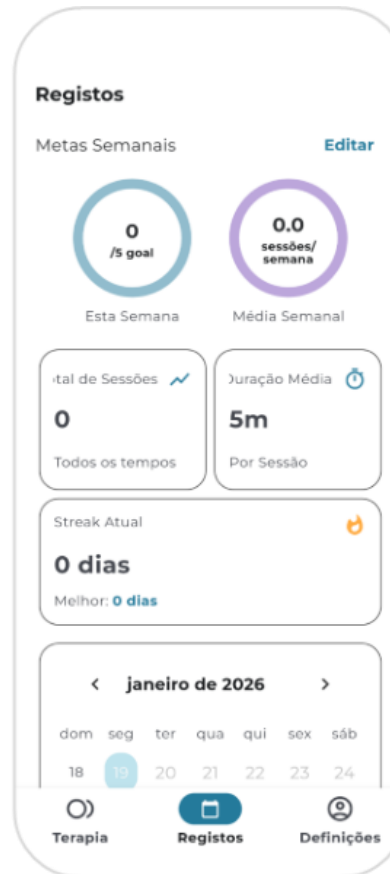 Registos
Metas Semanais Editar
0
/5 goal
0.0
sessões/
semana
Esta Semana Média Semanal
tal de Sessões
0
Todos os tempos
uração Média
5m
Por Sessão
Streak Atual
0 dias
Melhor: 0 dias
janeiro de 2026
dom seg ter qua qui sex sáb
18 19 20 21 22 23 24
Terapia Registos Definições